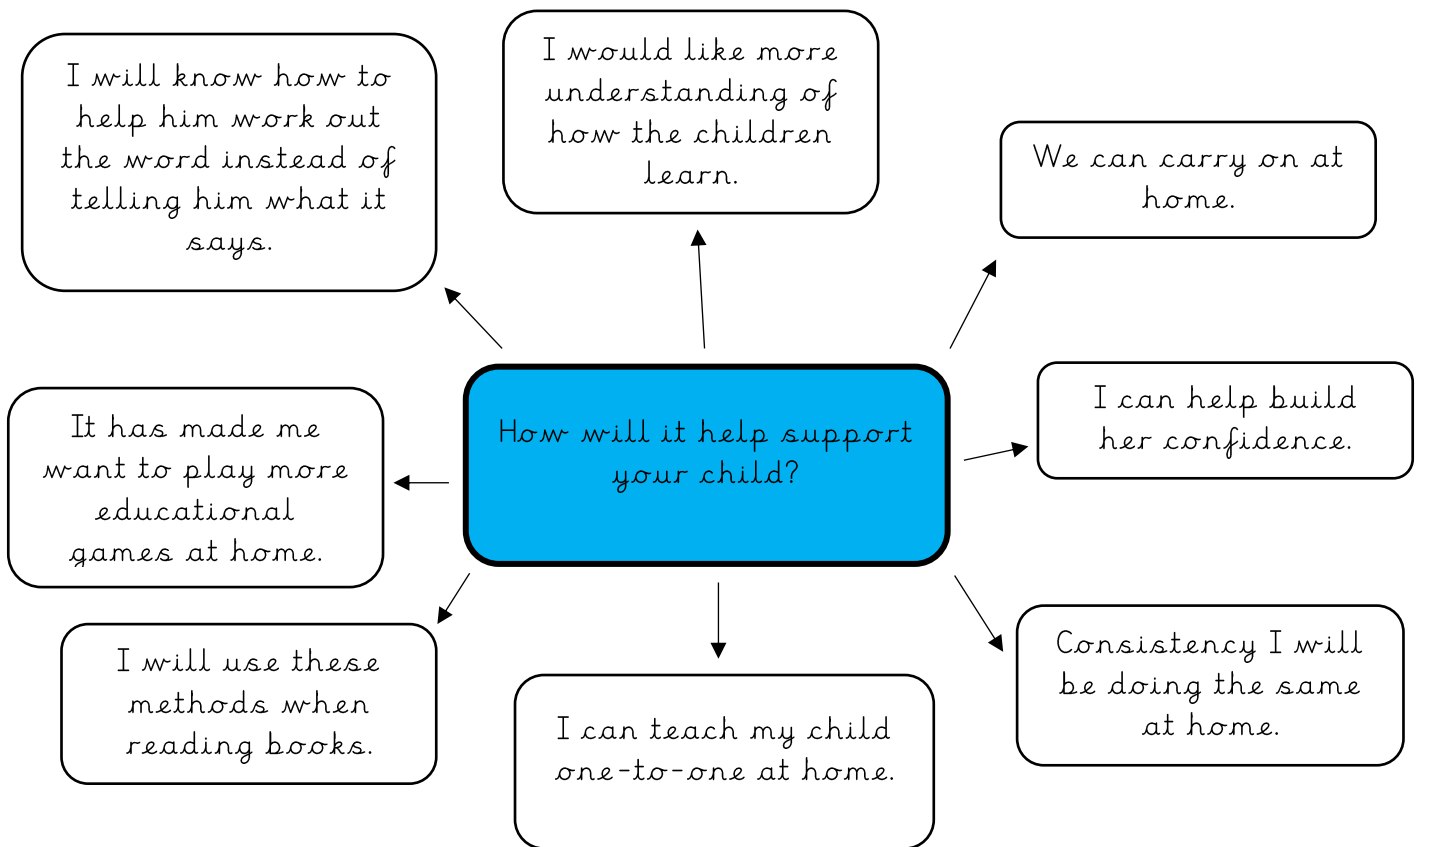 I will know how to
help him work out
the word instead of
telling him what it
says.
I would like more
understanding of
how the children
learn.
We can carry on at
home.
It has made me
want to play more
educational
games at home.
How will it help support
your child?
I can help build
her confidence.
I will use these
methods when
reading books.
I can teach my child
one-to-one at home.
Consistency I will
be doing the same
at home.